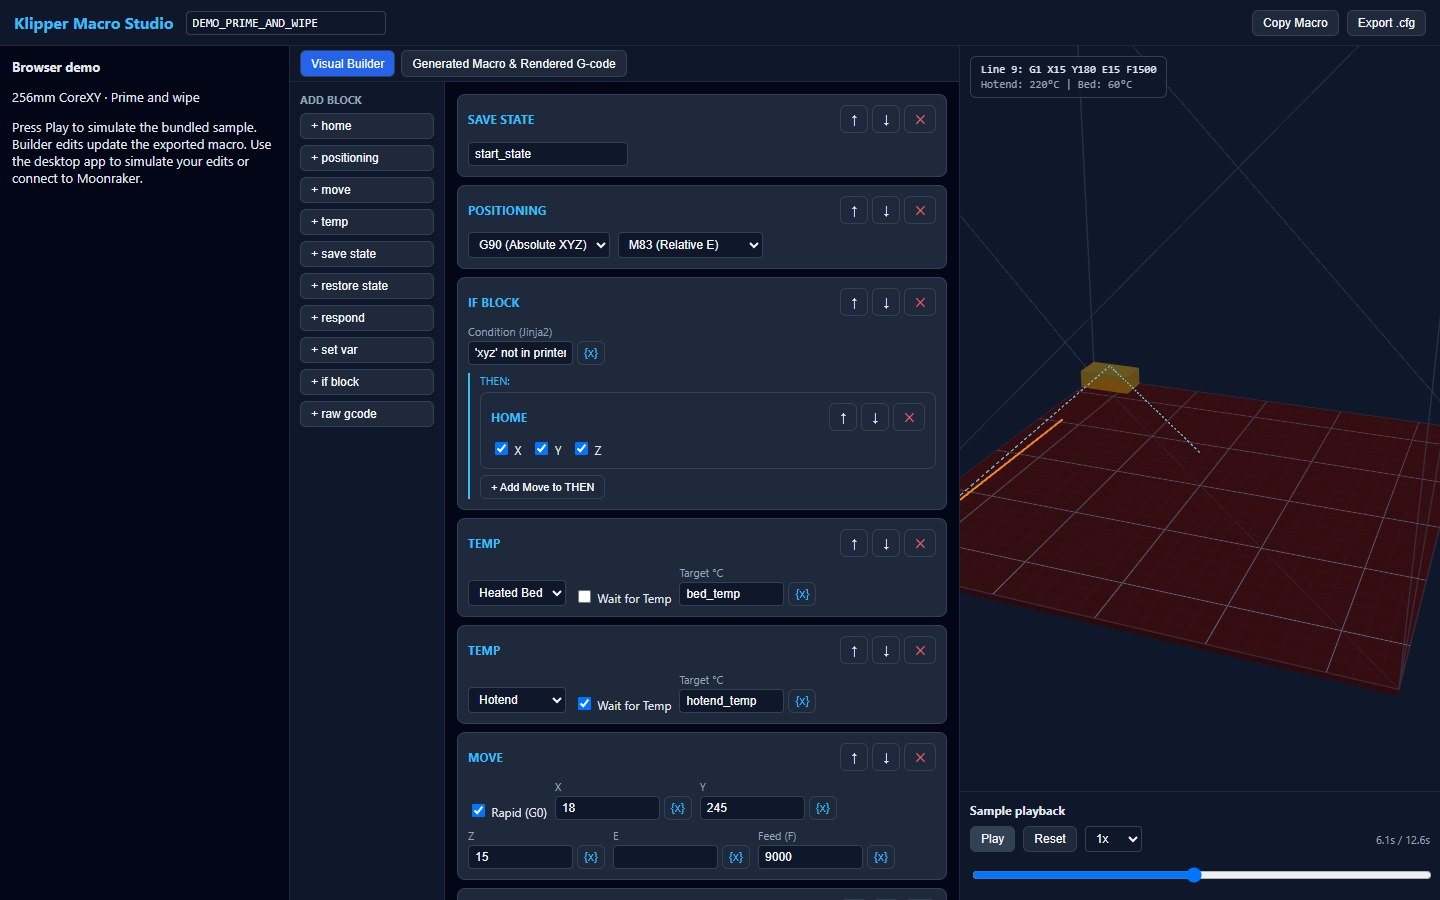 Klipper Macro Studio
DEMO_PRIME_AND_WIPE
Copy Macro
Export .cfg
Browser demo
256mm CoreXY · Prime and wipe
Press Play to simulate the bundled sample.
Builder edits update the exported macro. Use
the desktop app to simulate your edits or
connect to Moonraker.
Visual Builder
Generated Macro & Rendered G-code
ADD BLOCK
+ home
+ positioning
+ move
+ temp
+ save state
+ restore state
+ respond
+ set var
+ if block
+ raw gcode
SAVE STATE
↑ ↓ ×
start_state
POSITIONING
↑ ↓ ×
G90 (Absolute XYZ)
M83 (Relative E)
IF BLOCK
↑ ↓ ×
Condition (Jinja2)
'xyz' not in printer
{x}
THEN:
HOME
↑ ↓ ×
X Y Z
+ Add Move to THEN
TEMP
↑ ↓ ×
Target °C
Heated Bed
Wait for Temp
bed_temp
{x}
TEMP
↑ ↓ ×
Target °C
Hotend
Wait for Temp
hotend_temp
{x}
MOVE
↑ ↓ ×
X Y
Rapid (G0)
18
{x}
245
{x}
Z E Feed (F)
15
{x}
{x}
9000
{x}
Line 9: G1 X15 Y180 E15 F1500
Hotend: 220°C | Bed: 60°C
Sample playback
Play
Reset
1x
6.1s / 12.6s